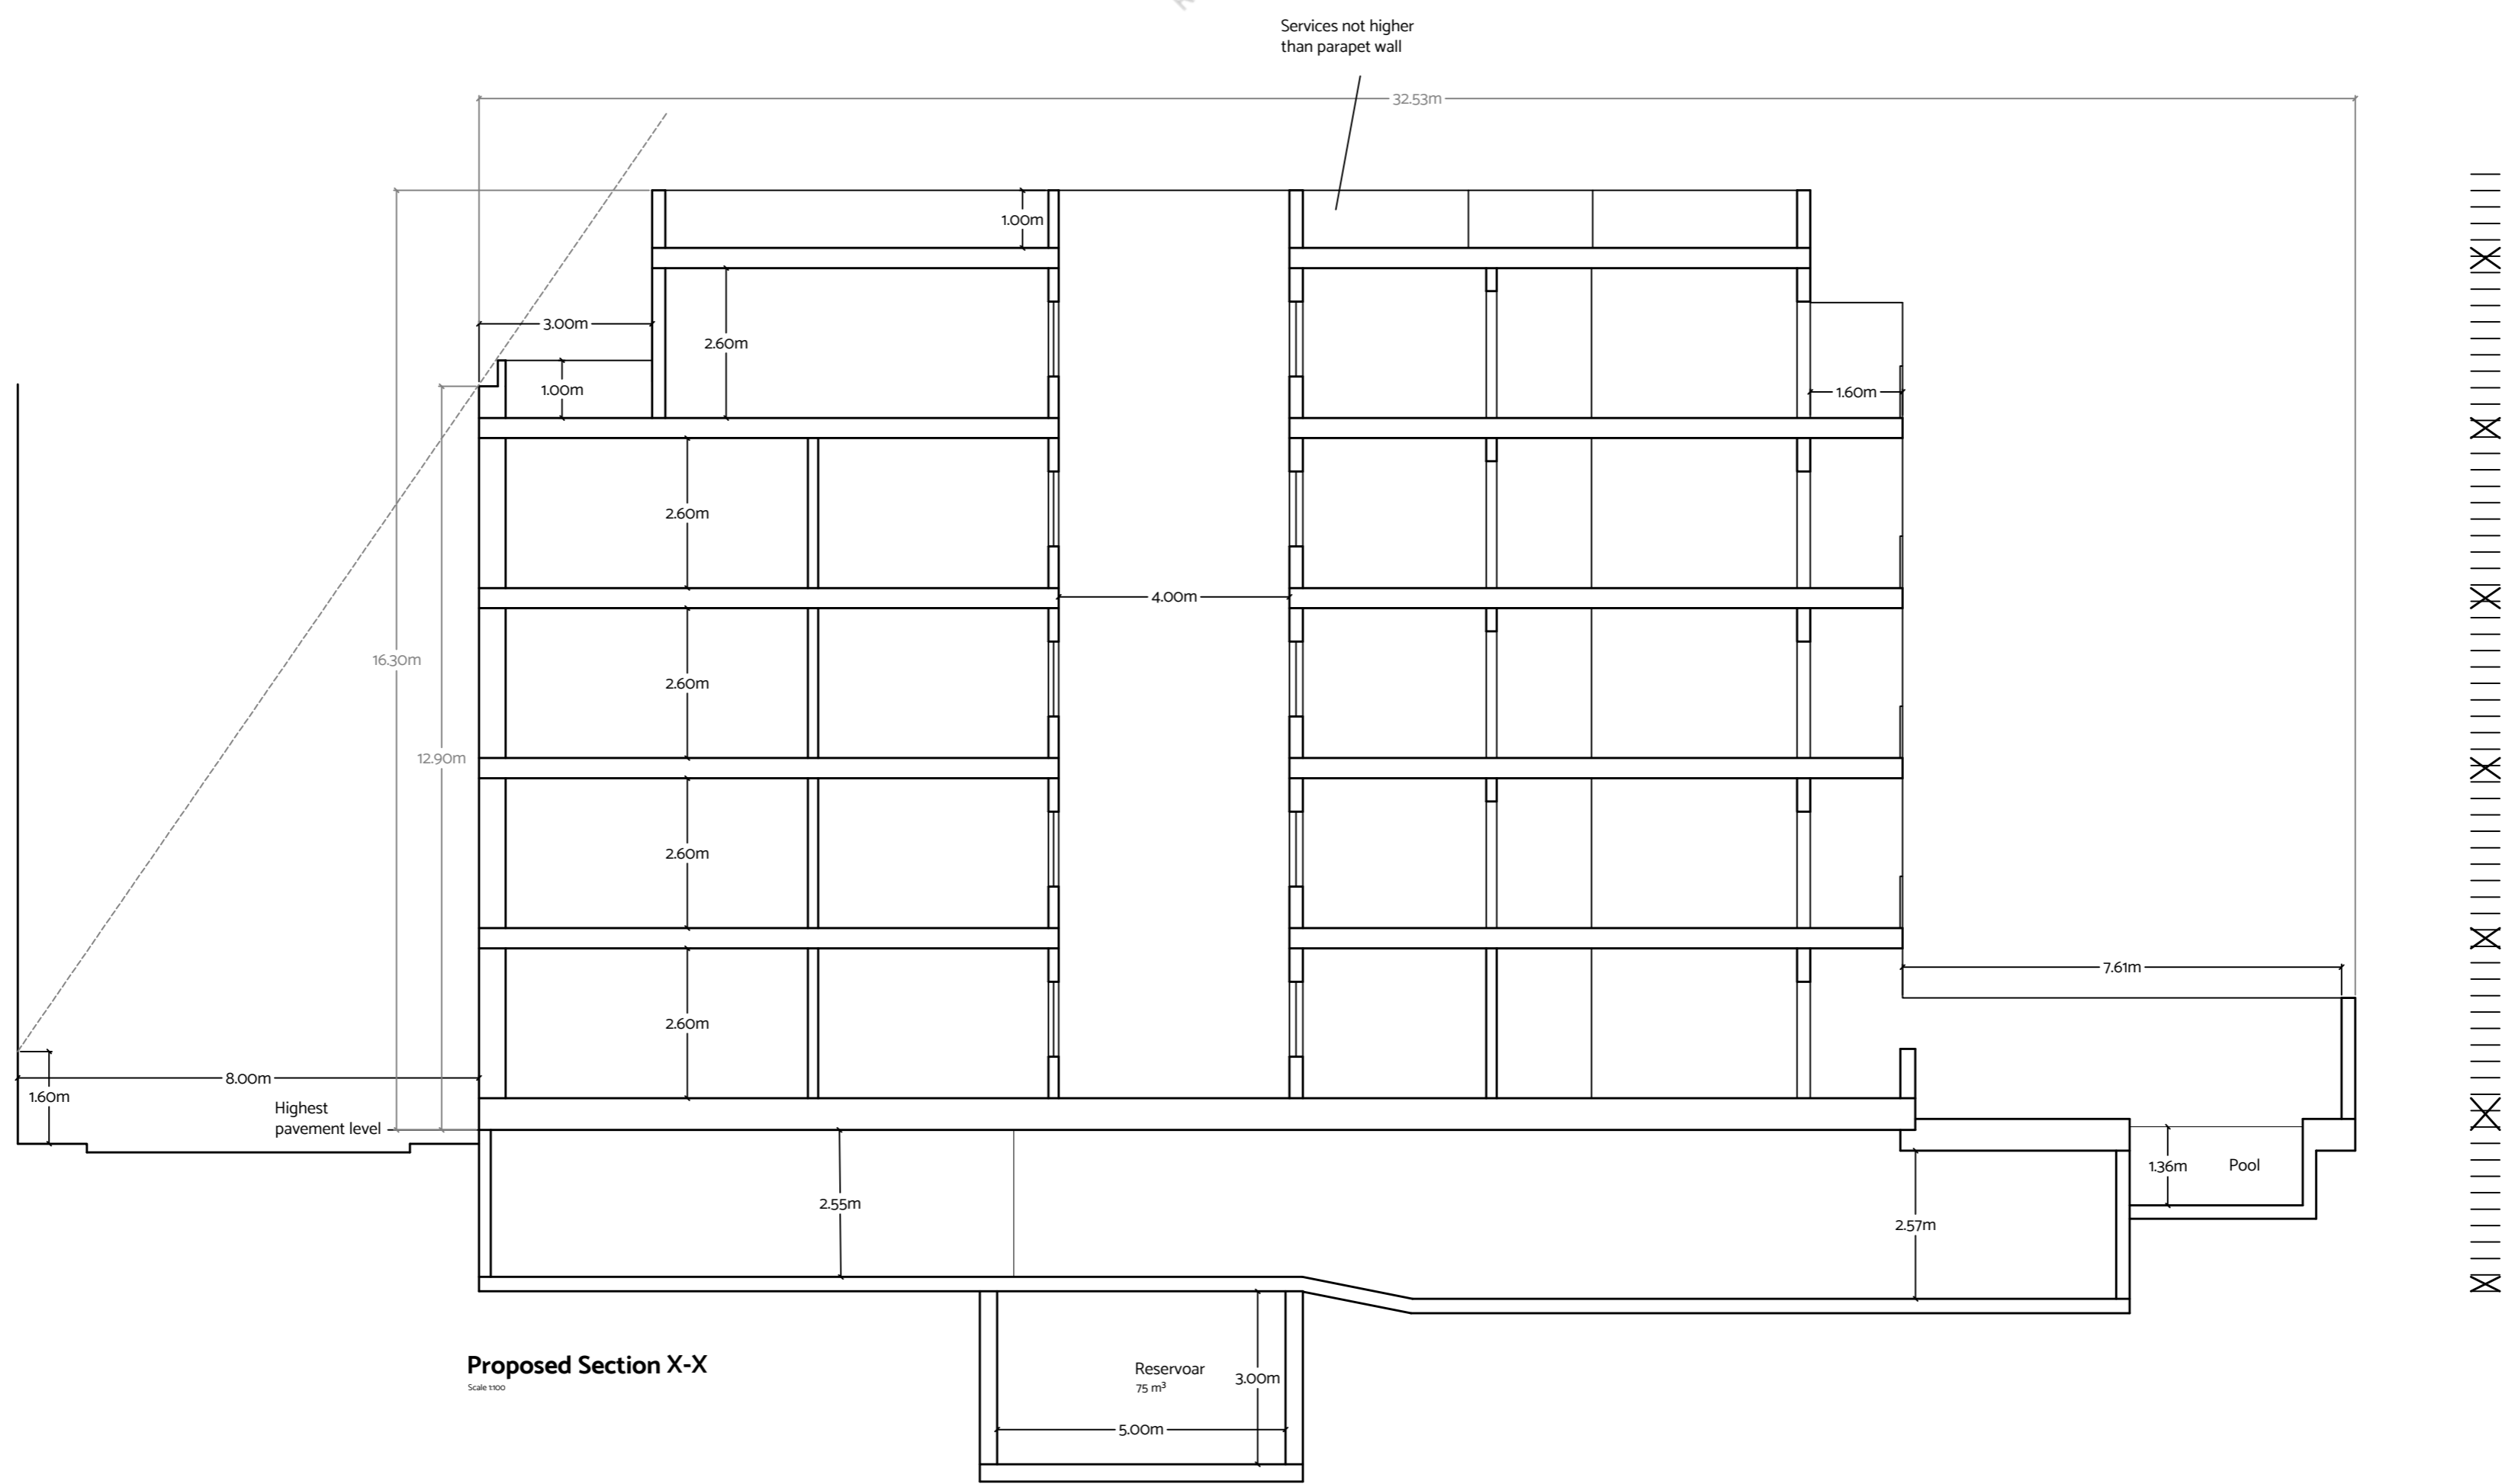 Services not higher
than parapet wall
32.53m
1.00m
3.00m
2.60m
1.00m
1.60m
2.60m
4.00m
16.30m
2.60m
12.90m
2.60m
7.61m
2.60m
8.00m
1.60m
Highest
pavement level
1.36m
Pool
2.55m
2.57m
Proposed Section X-X
Scale 1:100
Reservoar
75 m³
3.00m
5.00m